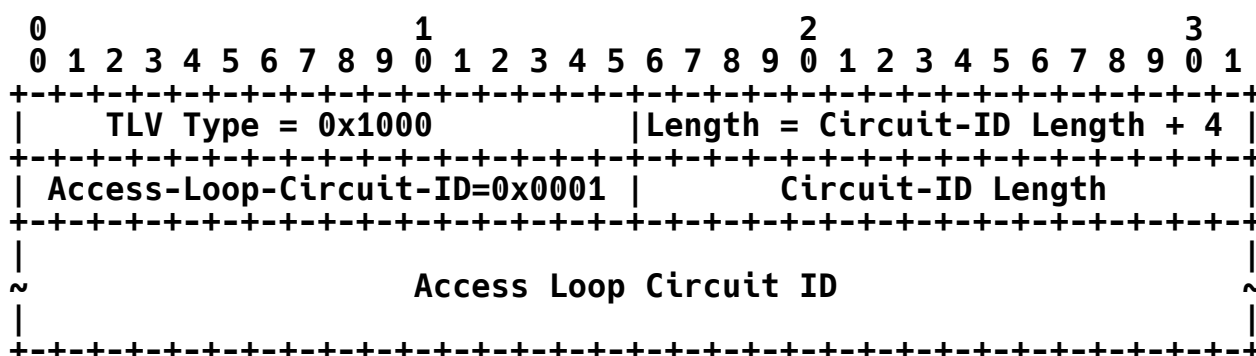 0                   1                   2                   3
 0 1 2 3 4 5 6 7 8 9 0 1 2 3 4 5 6 7 8 9 0 1 2 3 4 5 6 7 8 9 0 1
+-+-+-+-+-+-+-+-+-+-+-+-+-+-+-+-+-+-+-+-+-+-+-+-+-+-+-+-+-+-+-+-+
|    TLV Type = 0x1000          |Length = Circuit-ID Length + 4 |
+-+-+-+-+-+-+-+-+-+-+-+-+-+-+-+-+-+-+-+-+-+-+-+-+-+-+-+-+-+-+-+-+
| Access-Loop-Circuit-ID=0x0001 |       Circuit-ID Length       |
+-+-+-+-+-+-+-+-+-+-+-+-+-+-+-+-+-+-+-+-+-+-+-+-+-+-+-+-+-+-+-+-+
|                                                               |
~                    Access Loop Circuit ID                     ~
|                                                               |
+-+-+-+-+-+-+-+-+-+-+-+-+-+-+-+-+-+-+-+-+-+-+-+-+-+-+-+-+-+-+-+-+